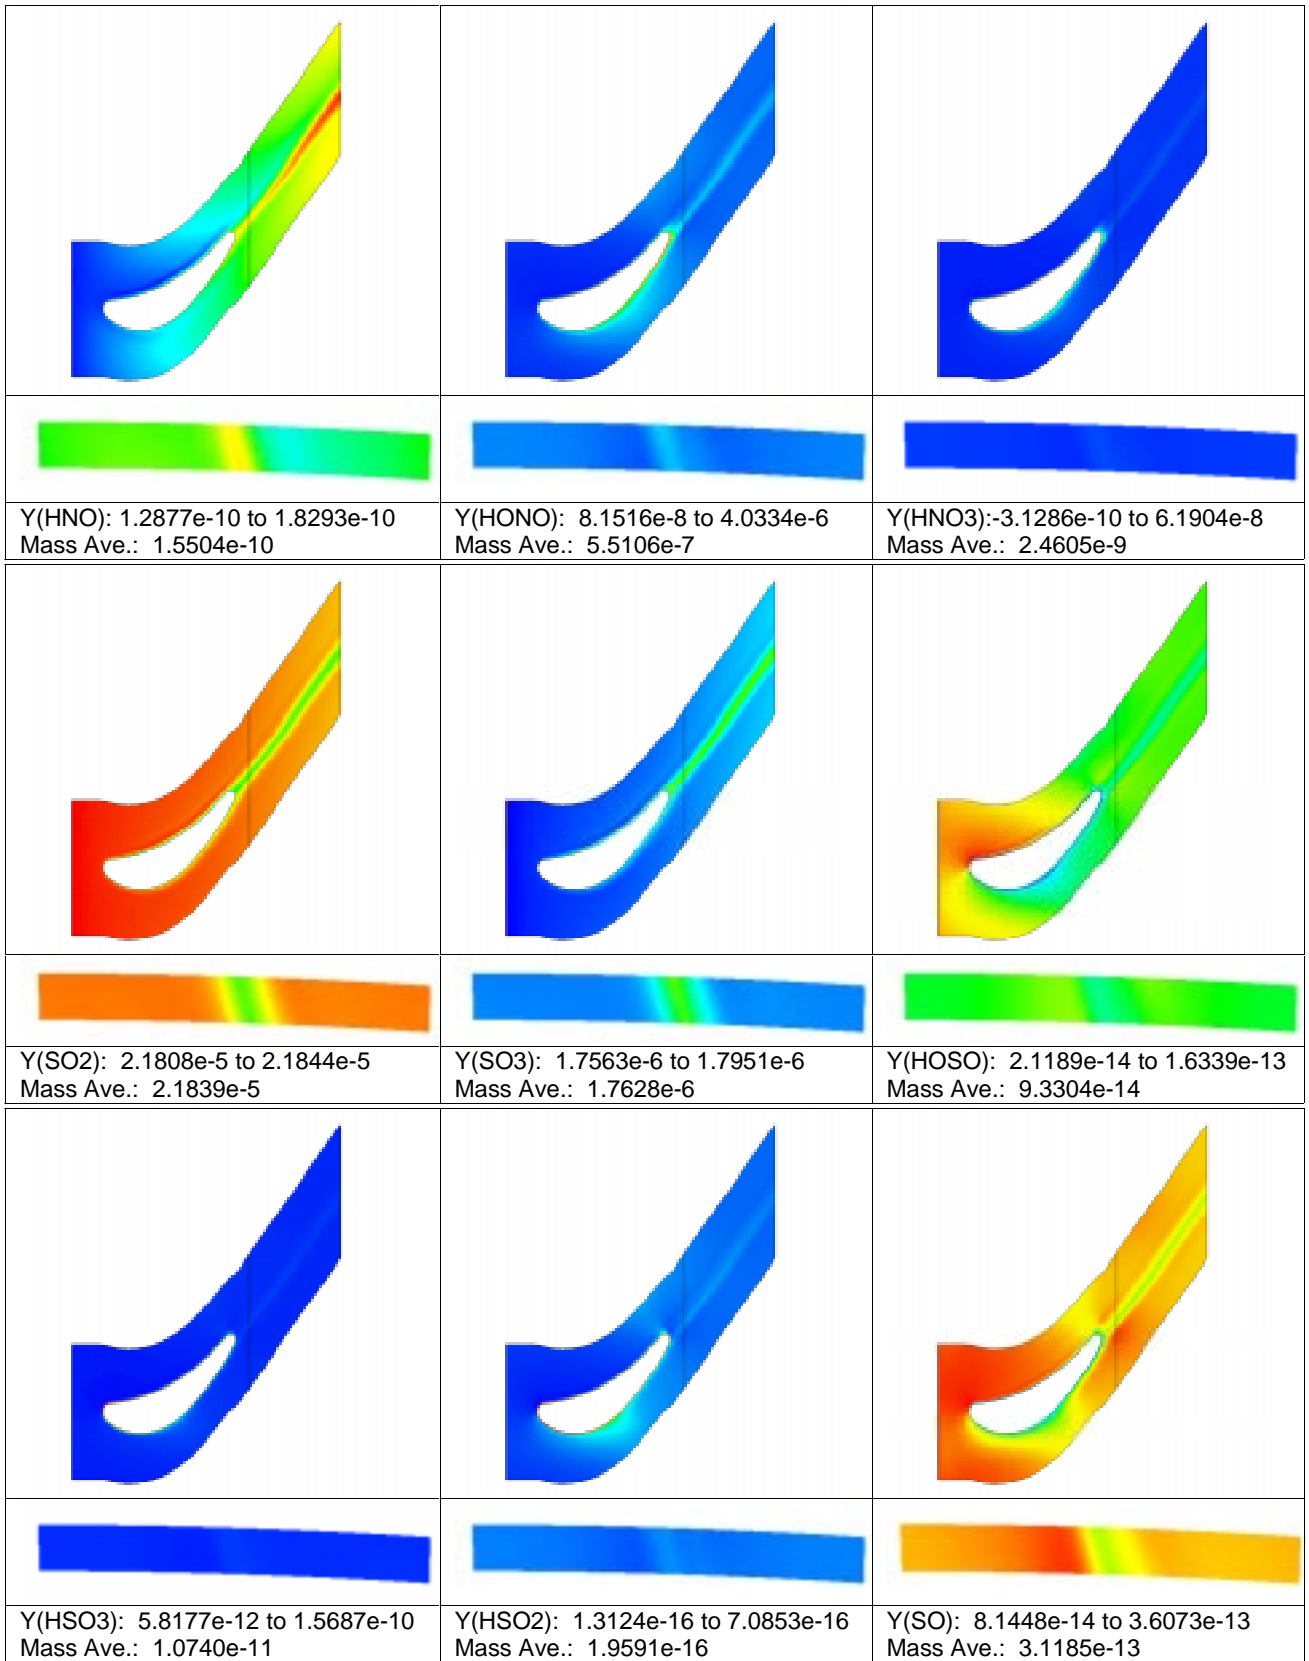 Y(HNO): 1.2877e-10 to 1.8293e-10
Mass Ave.: 1.5504e-10
Y(HONO): 8.1516e-8 to 4.0334e-6
Mass Ave.: 5.5106e-7
Y(HNO3):-3.1286e-10 to 6.1904e-8
Mass Ave.: 2.4605e-9
Y(SO2): 2.1808e-5 to 2.1844e-5
Mass Ave.: 2.1839e-5
Y(SO3): 1.7563e-6 to 1.7951e-6
Mass Ave.: 1.7628e-6
Y(HOSO): 2.1189e-14 to 1.6339e-13
Mass Ave.: 9.3304e-14
Y(HSO3): 5.8177e-12 to 1.5687e-10
Mass Ave.: 1.0740e-11
Y(HSO2): 1.3124e-16 to 7.0853e-16
Mass Ave.: 1.9591e-16
Y(SO): 8.1448e-14 to 3.6073e-13
Mass Ave.: 3.1185e-13